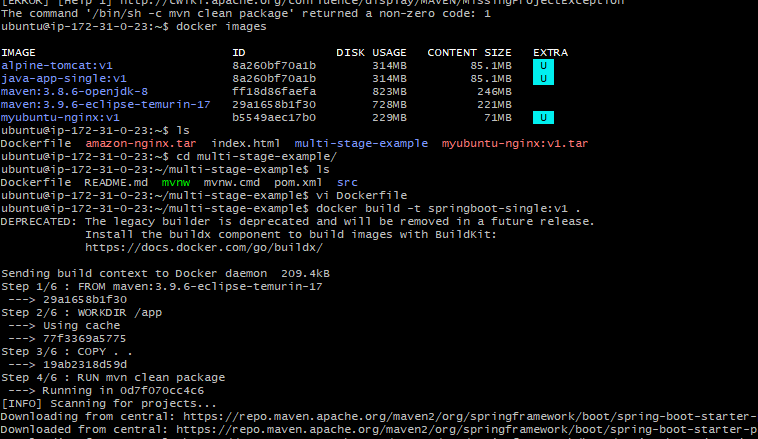 [ERROR] [Help 1] http://cwiki.apache.org/confluence/display/MAVEN/MissingProjectException
The command '/bin/sh -c mvn clean package' returned a non-zero code: 1
ubuntu@ip-172-31-0-23:~$ docker images
IMAGE ID DISK USAGE CONTENT SIZE EXTRA
alpine-tomcat:v1 8a260bf70a1b 314MB 85.1MB U
java-app-single:v1 8a260bf70a1b 314MB 85.1MB U
maven:3.8.6-openjdk-8 ff18d86faefa 823MB 246MB
maven:3.9.6-eclipse-temurin-17 29a1658b1f30 728MB 221MB
myubuntu-nginx:v1 b5549aec17b0 229MB 71MB U
ubuntu@ip-172-31-0-23:~$ ls
Dockerfile amazon-nginx.tar index.html multi-stage-example myubuntu-nginx:v1.tar
ubuntu@ip-172-31-0-23:~$ cd multi-stage-example/
ubuntu@ip-172-31-0-23:~/multi-stage-example$ ls
Dockerfile README.md mvnw mvnw.cmd pom.xml src
ubuntu@ip-172-31-0-23:~/multi-stage-example$ vi Dockerfile
ubuntu@ip-172-31-0-23:~/multi-stage-example$ docker build -t springboot-single:v1 .
DEPRECATED: The legacy builder is deprecated and will be removed in a future release.
Install the buildx component to build images with BuildKit:
https://docs.docker.com/go/buildx/
Sending build context to Docker daemon 209.4kB
Step 1/6 : FROM maven:3.9.6-eclipse-temurin-17
---> 29a1658b1f30
Step 2/6 : WORKDIR /app
---> Using cache
---> 77f3369a5775
Step 3/6 : COPY . .
---> 19ab2318d59d
Step 4/6 : RUN mvn clean package
---> Running in 0d7f070cc4c6
[INFO] Scanning for projects...
Downloading from central: https://repo.maven.apache.org/maven2/org/springframework/boot/spring-boot-starter-
Downloaded from central: https://repo.maven.apache.org/maven2/org/springframework/boot/spring-boot-starter-p